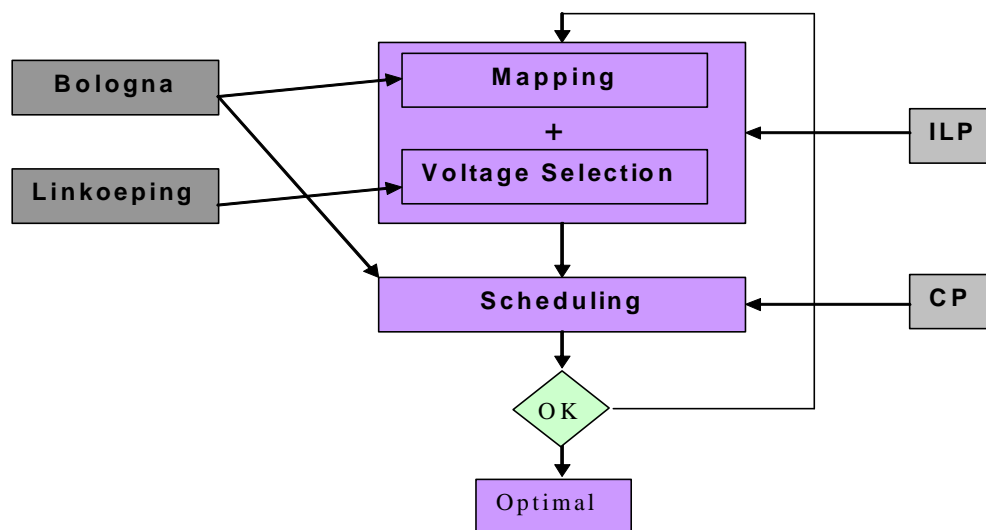 Bologna
Mapping
+
ILP
Linkoeping
Voltage Selection
Scheduling
CP
OK
Optimal